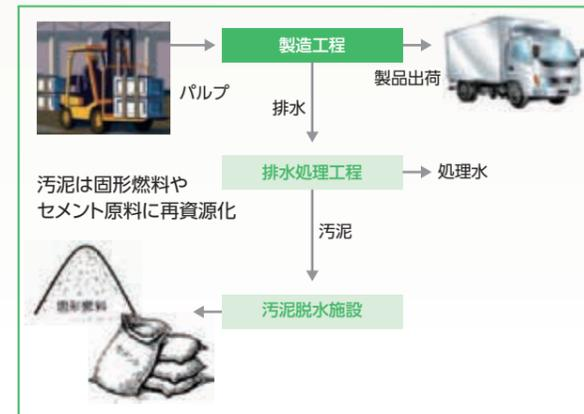 製造工程
パルプ
製品出荷
排水
排水処理工程
処理水
汚泥は固形燃料や
セメント原料に再資源化
汚泥
固形燃料
汚泥脱水施設